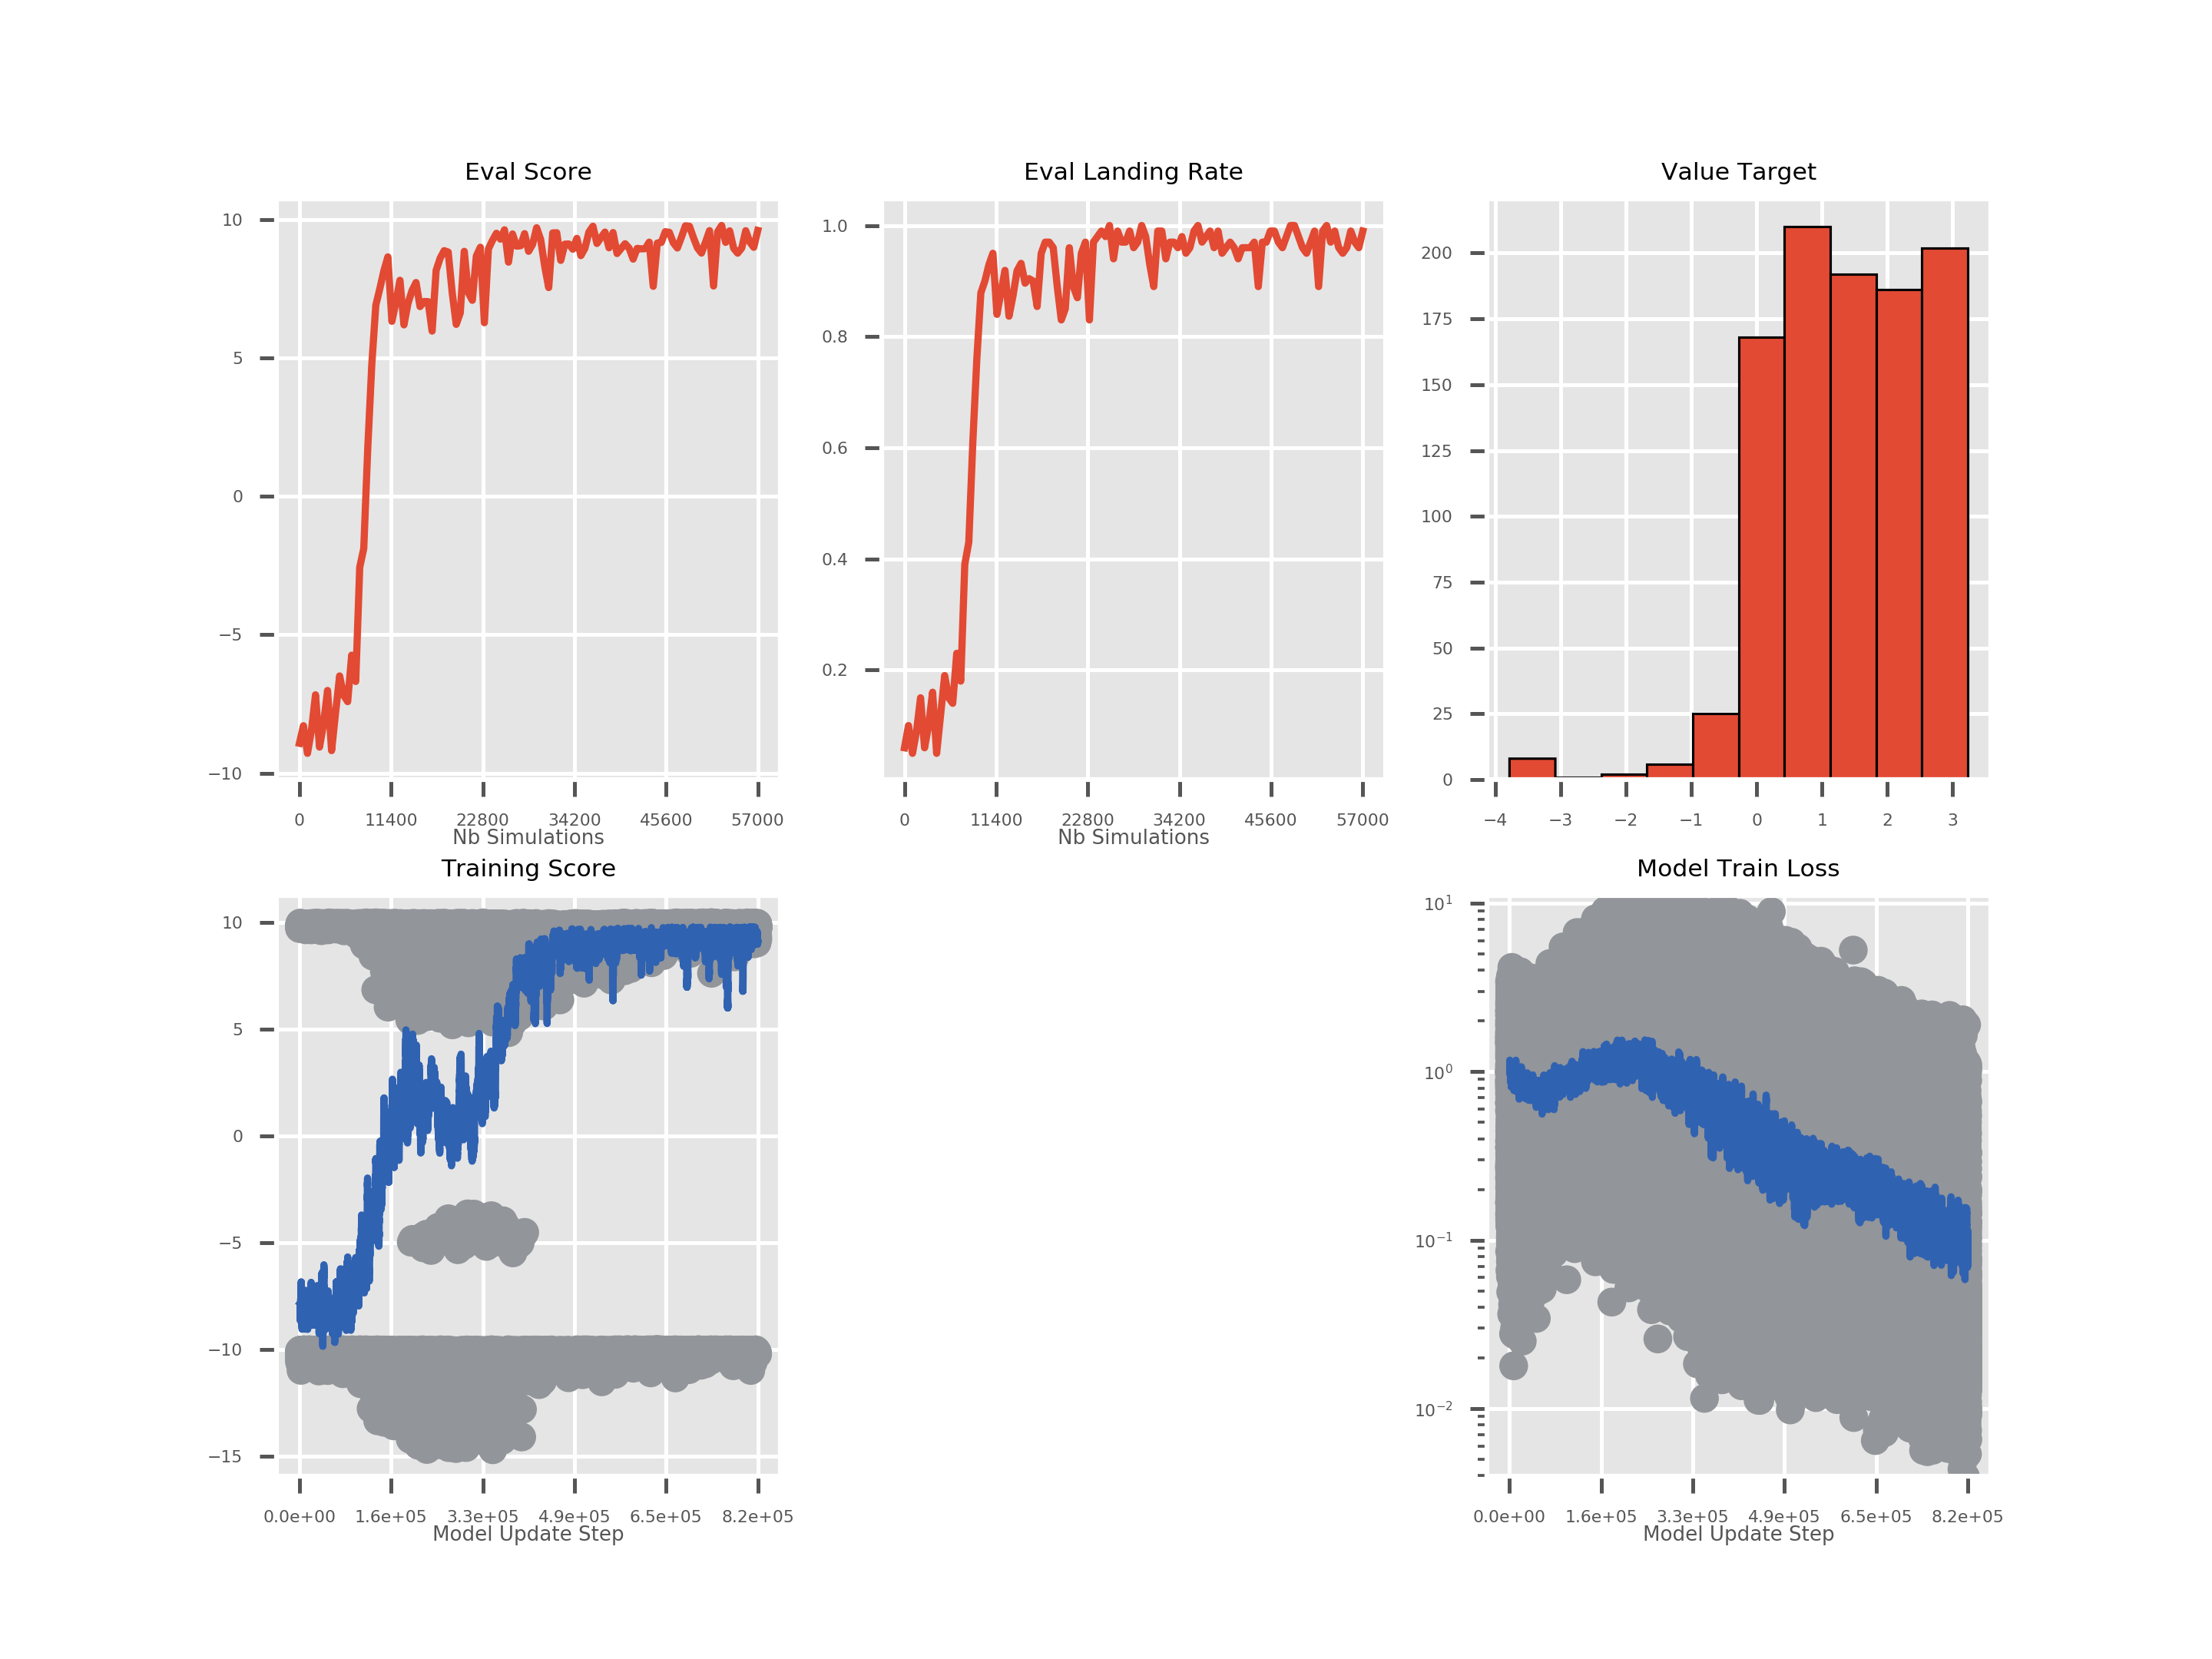 Eval Score
10
5
0
−5
−10
0 11400 22800 34200 45600 57000
Nb Simulations
Eval Landing Rate
1.0
0.8
0.6
0.4
0.2
0 11400 22800 34200 45600 57000
Nb Simulations
Value Target
200
175
150
125
100
75
50
25
0
−4 −3 −2 −1 0 1 2 3
Training Score
10
5
0
−5
−10
−15
0.0e+00 1.6e+05 3.3e+05 4.9e+05 6.5e+05 8.2e+05
Model Update Step
Model Train Loss
10¹
10⁰
10⁻¹
10⁻²
0.0e+00 1.6e+05 3.3e+05 4.9e+05 6.5e+05 8.2e+05
Model Update Step